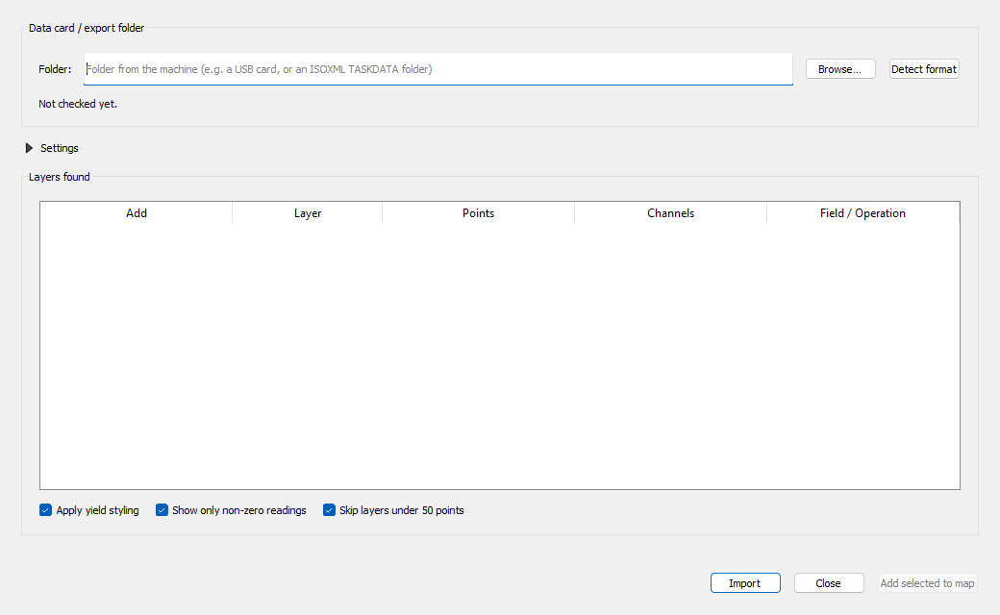 Data card / export folder
Folder: Folder from the machine (e.g. a USB card, or an ISOXML TASKDATA folder) Browse... Detect format
Not checked yet.
Settings
Layers found
Add Layer Points Channels Field / Operation
Apply yield styling Show only non-zero readings Skip layers under 50 points
Import Close Add selected to map